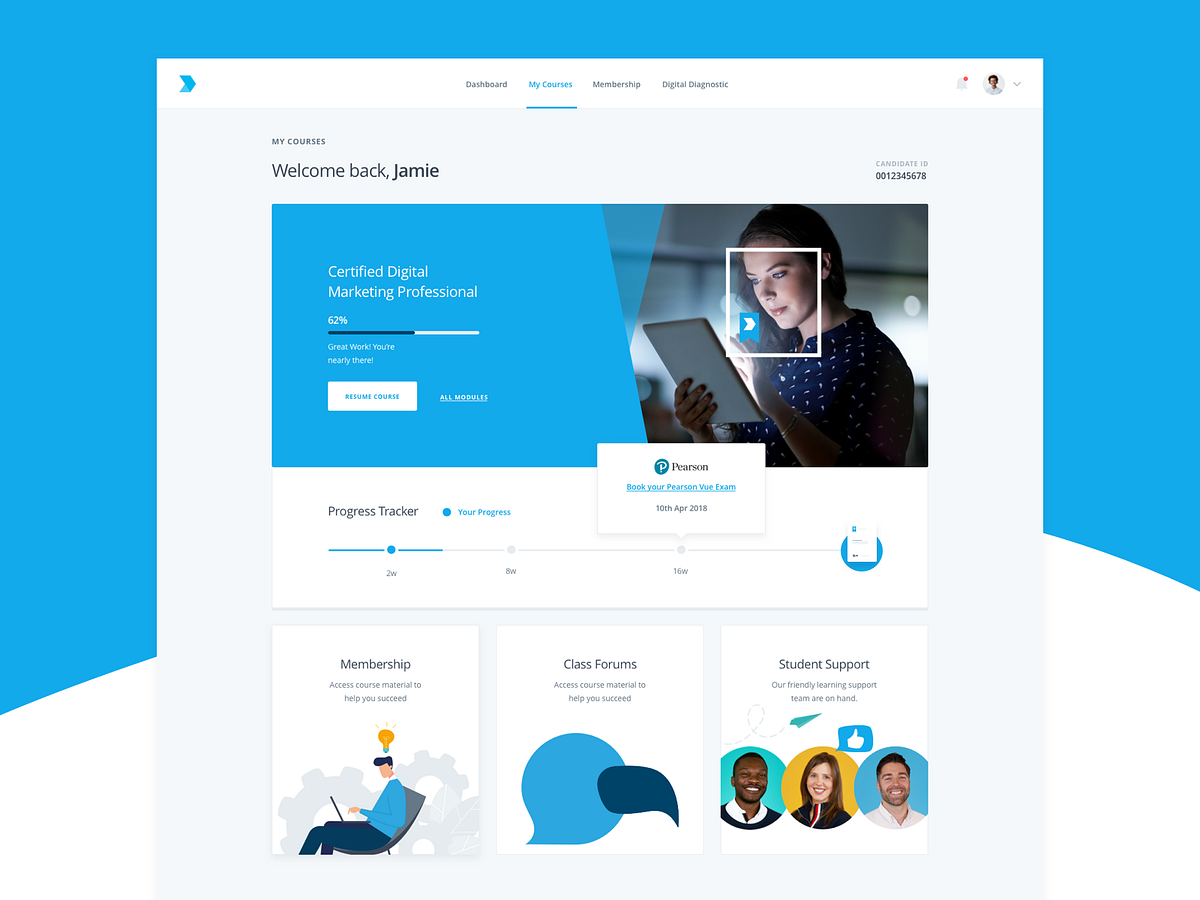 Dashboard
My Courses
Membership
Digital Diagnostic
MY COURSES
Welcome back, Jamie
CANDIDATE ID
0012345678
Certified Digital
Marketing Professional
62%
Great Work! You're
nearly there!
RESUME COURSE
ALL MODULES
Pearson
Book your Pearson Vue Exam
10th Apr 2018
Progress Tracker
Your Progress
2w
8w
16w
Membership
Access course material to
help you succeed
Class Forums
Access course material to
help you succeed
Student Support
Our friendly learning support
team are on hand.